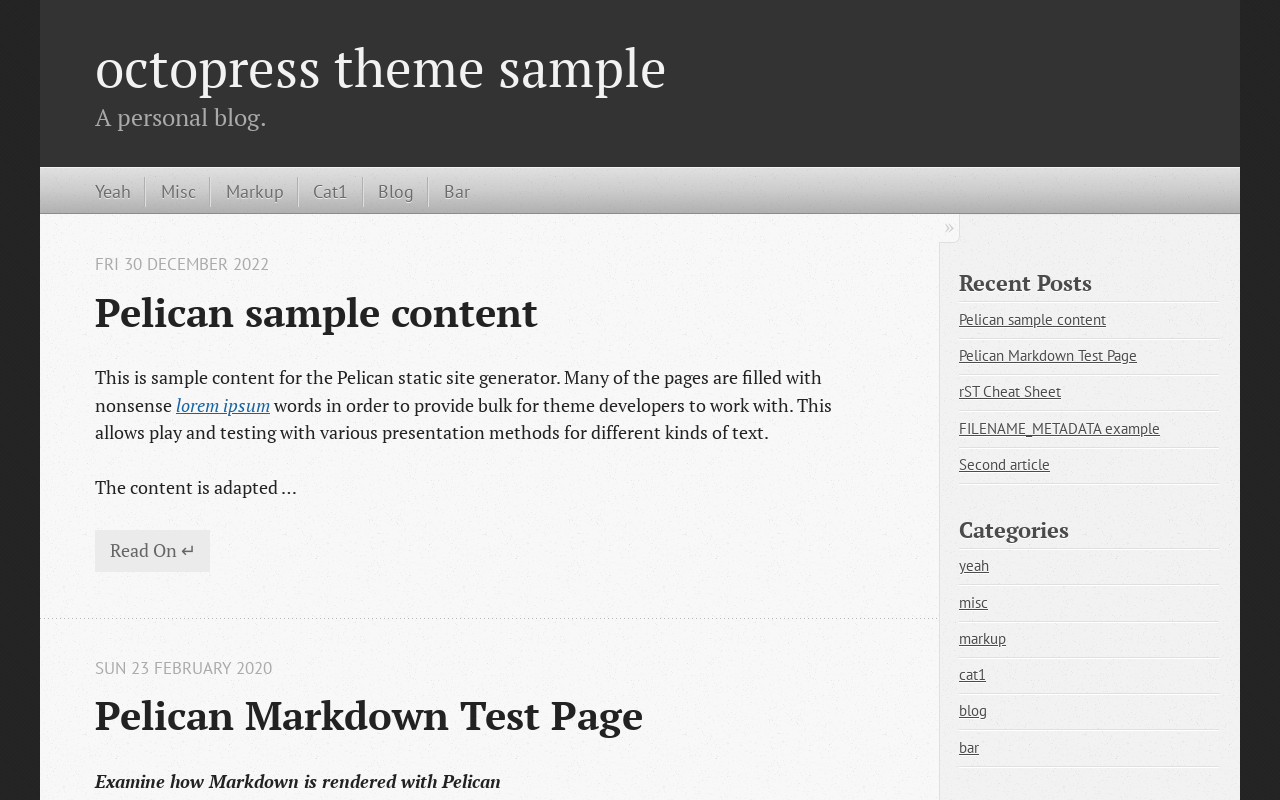 octopress theme sample
A personal blog.
Yeah Misc Markup Cat1 Blog Bar
»
FRI 30 DECEMBER 2022
Pelican sample content
This is sample content for the Pelican static site generator. Many of the pages are filled with
nonsense lorem ipsum words in order to provide bulk for theme developers to work with. This
allows play and testing with various presentation methods for different kinds of text.
The content is adapted …
Read On ↵
SUN 23 FEBRUARY 2020
Pelican Markdown Test Page
Examine how Markdown is rendered with Pelican
Recent Posts
Pelican sample content
Pelican Markdown Test Page
rST Cheat Sheet
FILENAME_METADATA example
Second article
Categories
yeah
misc
markup
cat1
blog
bar